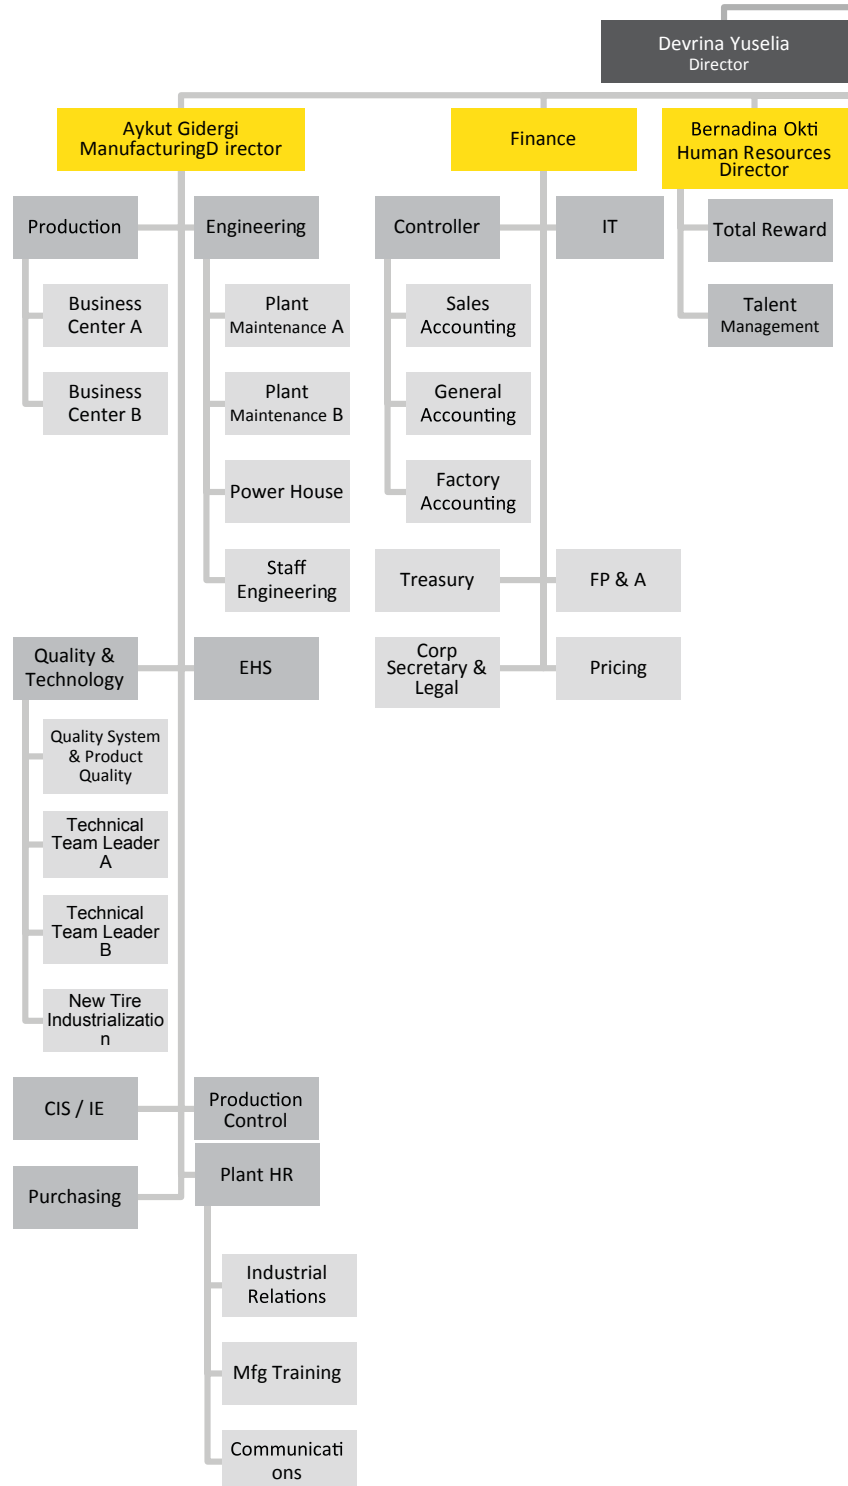 Devrina Yuselia
Director
Aykut Gidergi
ManufacturingD irector
Finance
Bernadina Okti
Human Resources
Director
Production
Engineering
Controller
IT
Total Reward
Business
Center A
Plant
Maintenance A
Sales
Accounting
Talent
Management
Business
Center B
Plant
Maintenance B
General
Accounting
Power House
Factory
Accounting
Staff
Engineering
Treasury
FP & A
Quality &
Technology
EHS
Corp
Secretary &
Legal
Pricing
Quality System
& Product
Quality
Technical
Team Leader
A
Technical
Team Leader
B
New Tire
Industrializatio
n
CIS / IE
Production
Control
Purchasing
Plant HR
Industrial
Relations
Mfg Training
Communicati
ons